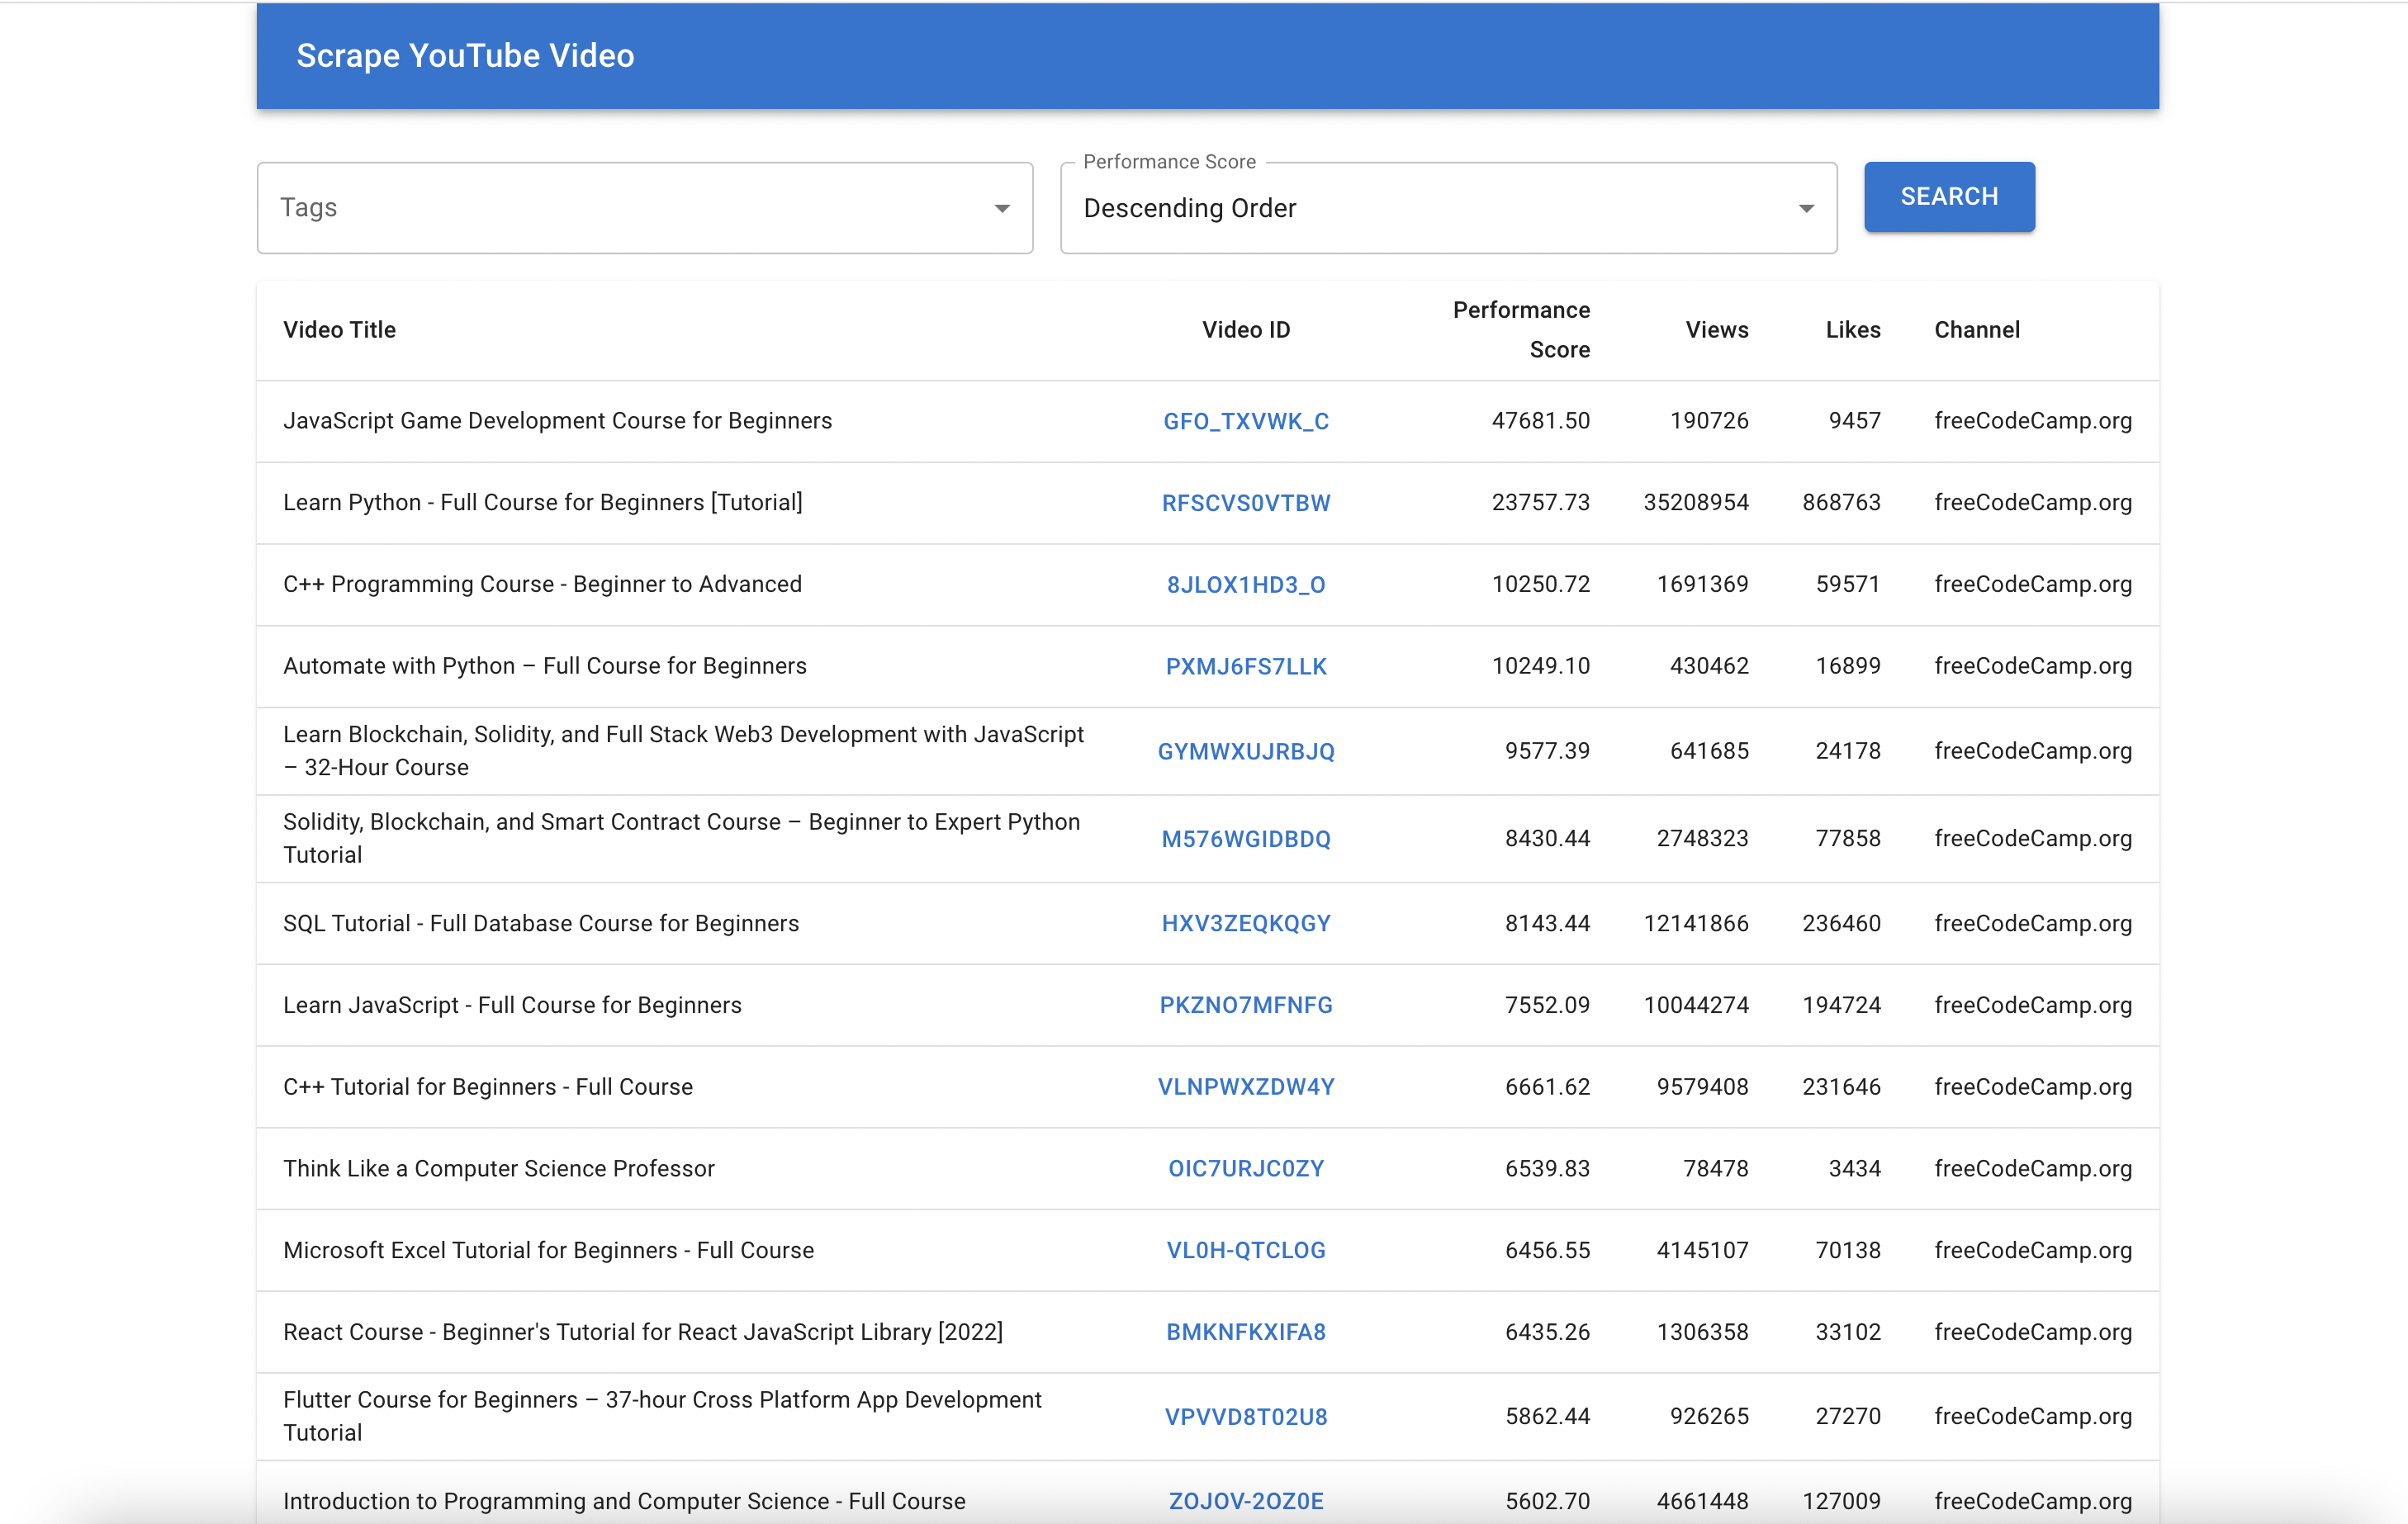 Scrape YouTube Video
Tags
Performance Score
Descending Order
SEARCH
Video Title Video ID Performance Score Views Likes Channel
JavaScript Game Development Course for Beginners GFO_TXVWK_C 47681.50 190726 9457 freeCodeCamp.org
Learn Python - Full Course for Beginners [Tutorial] RFSCVS0VTBW 23757.73 35208954 868763 freeCodeCamp.org
C++ Programming Course - Beginner to Advanced 8JLOX1HD3_O 10250.72 1691369 59571 freeCodeCamp.org
Automate with Python – Full Course for Beginners PXMJ6FS7LLK 10249.10 430462 16899 freeCodeCamp.org
Learn Blockchain, Solidity, and Full Stack Web3 Development with JavaScript
– 32-Hour Course GYMWXUJRBJQ 9577.39 641685 24178 freeCodeCamp.org
Solidity, Blockchain, and Smart Contract Course – Beginner to Expert Python
Tutorial M576WGIDBDQ 8430.44 2748323 77858 freeCodeCamp.org
SQL Tutorial - Full Database Course for Beginners HXV3ZEQKQGY 8143.44 12141866 236460 freeCodeCamp.org
Learn JavaScript - Full Course for Beginners PKZNO7MFNFG 7552.09 10044274 194724 freeCodeCamp.org
C++ Tutorial for Beginners - Full Course VLNPWXZDW4Y 6661.62 9579408 231646 freeCodeCamp.org
Think Like a Computer Science Professor OIC7URJC0ZY 6539.83 78478 3434 freeCodeCamp.org
Microsoft Excel Tutorial for Beginners - Full Course VL0H-QTCLOG 6456.55 4145107 70138 freeCodeCamp.org
React Course - Beginner's Tutorial for React JavaScript Library [2022] BMKNFKXIFA8 6435.26 1306358 33102 freeCodeCamp.org
Flutter Course for Beginners – 37-hour Cross Platform App Development
Tutorial VPVVD8T02U8 5862.44 926265 27270 freeCodeCamp.org
Introduction to Programming and Computer Science - Full Course ZOJOV-2OZ0E 5602.70 4661448 127009 freeCodeCamp.org